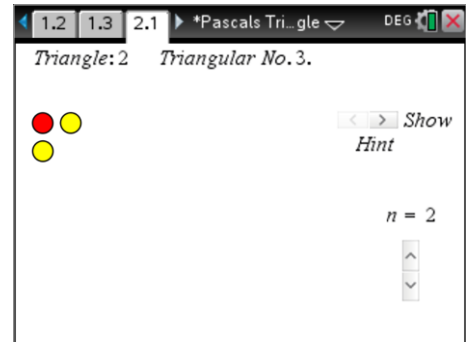 1.2 1.3 2.1 *Pascals Tri...gle DEG
Triangle:2 Triangular No.3.
Show
Hint
n = 2